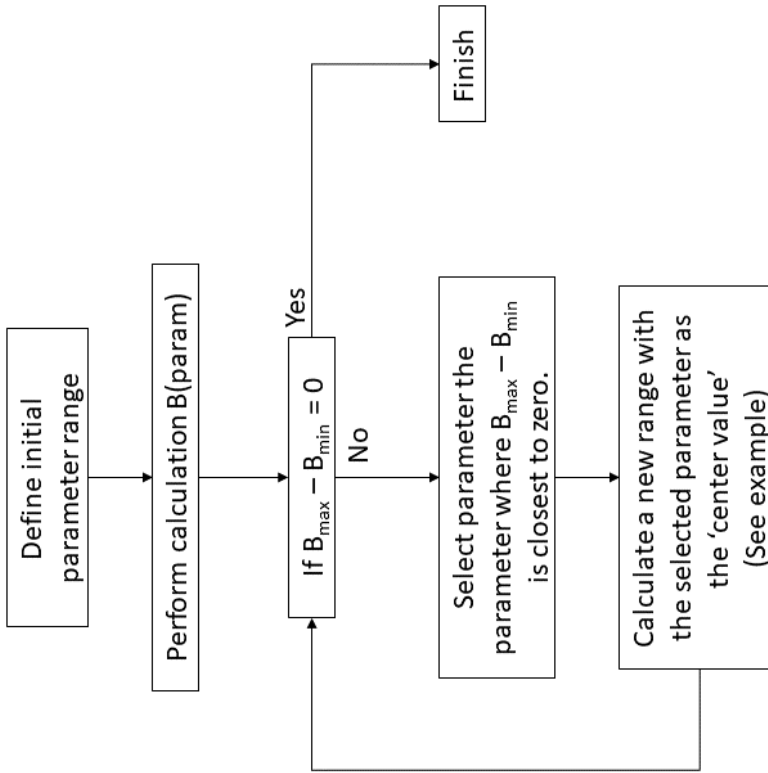 Define initial
parameter range
Perform calculation B(param)
If Bmax – Bmin = 0
Yes
No
Finish
Select parameter the
parameter where Bmax – Bmin
is closest to zero.
Calculate a new range with
the selected parameter as
the ‘center value’
(See example)